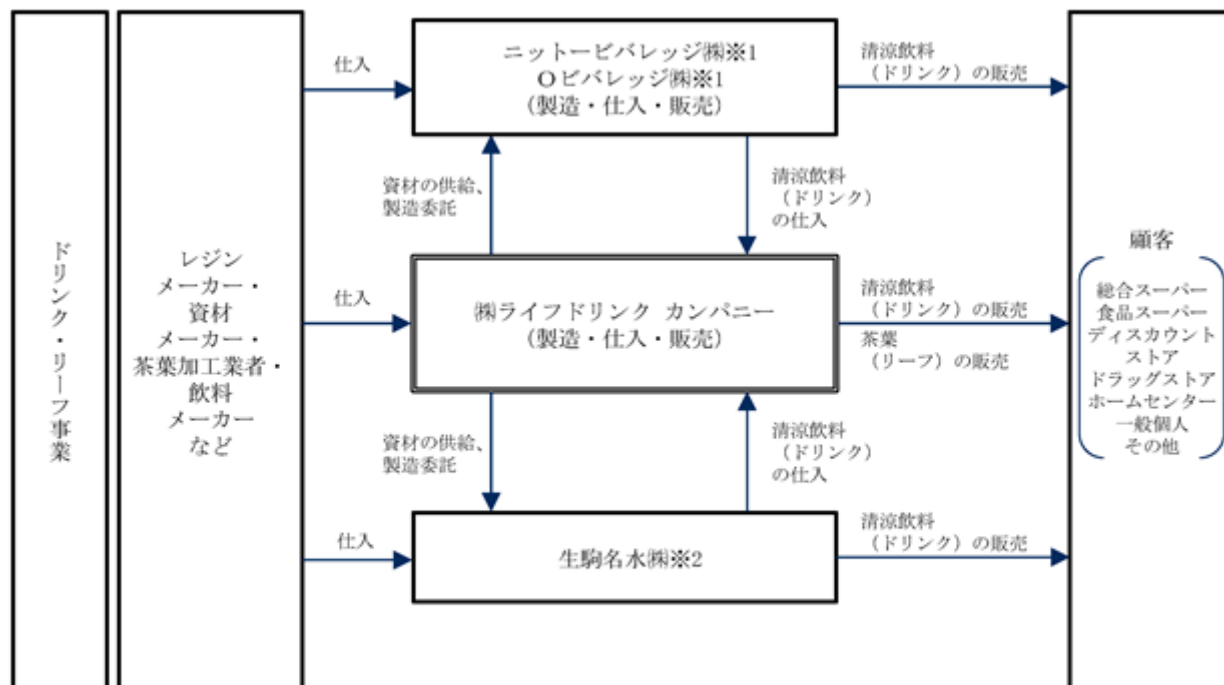 ドリンク・リーフ事業
レジン
メーカー・
資材
メーカー・
茶葉加工業者・
飲料
メーカー
など
仕入
ニットービバレッジ㈱※1
Oビバレッジ㈱※1
（製造・仕入・販売）
清涼飲料
（ドリンク）の販売
資材の供給、
製造委託
清涼飲料
（ドリンク）
の仕入
仕入
㈱ライフドリンク カンパニー
（製造・仕入・販売）
清涼飲料
（ドリンク）の販売
茶葉
（リーフ）の販売
資材の供給、
製造委託
清涼飲料
（ドリンク）
の仕入
仕入
生駒名水㈱※2
清涼飲料
（ドリンク）の販売
顧客
総合スーパー
食品スーパー
ディスカウント
ストア
ドラッグストア
ホームセンター
一般個人
その他